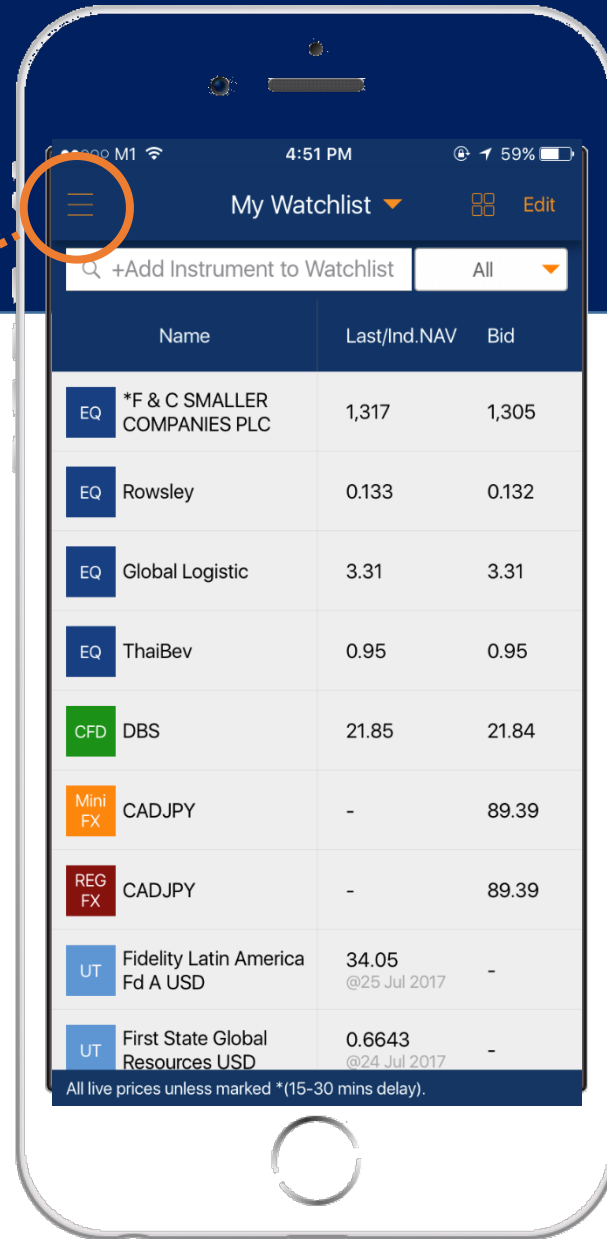 M1 4:51 PM 59%
My Watchlist Edit
+Add Instrument to Watchlist All
Name Last/Ind.NAV Bid
EQ *F & C SMALLER COMPANIES PLC 1,317 1,305
EQ Rowsley 0.133 0.132
EQ Global Logistic 3.31 3.31
EQ ThaiBev 0.95 0.95
CFD DBS 21.85 21.84
Mini FX CADJPY - 89.39
REG FX CADJPY - 89.39
UT Fidelity Latin America Fd A USD 34.05 @25 Jul 2017 -
UT First State Global Resources USD 0.6643 @24 Jul 2017 -
All live prices unless marked *(15-30 mins delay).